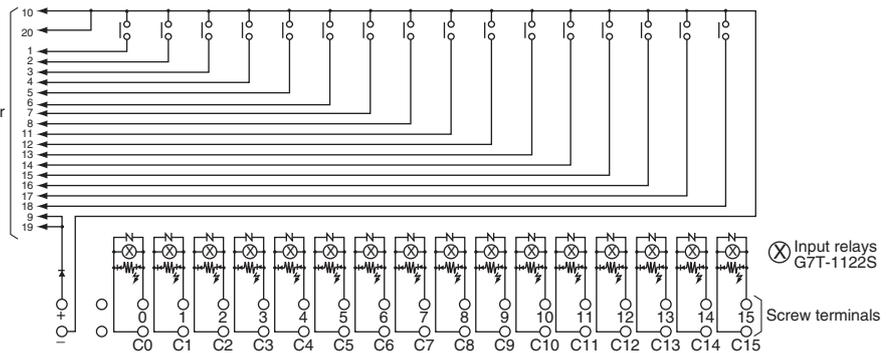 10
20
1
2
3
4
5
6
7
8
11
12
13
14
15
16
17
18
9
19
r
N N N N N N N N N N N N N N N N
X X X X X X X X X X X X X X X X
X Input relays
G7T-1122S
+ 0 1 2 3 4 5 6 7 8 9 10 11 12 13 14 15
Screw terminals
– C0 C1 C2 C3 C4 C5 C6 C7 C8 C9 C10 C11 C12 C13 C14 C15